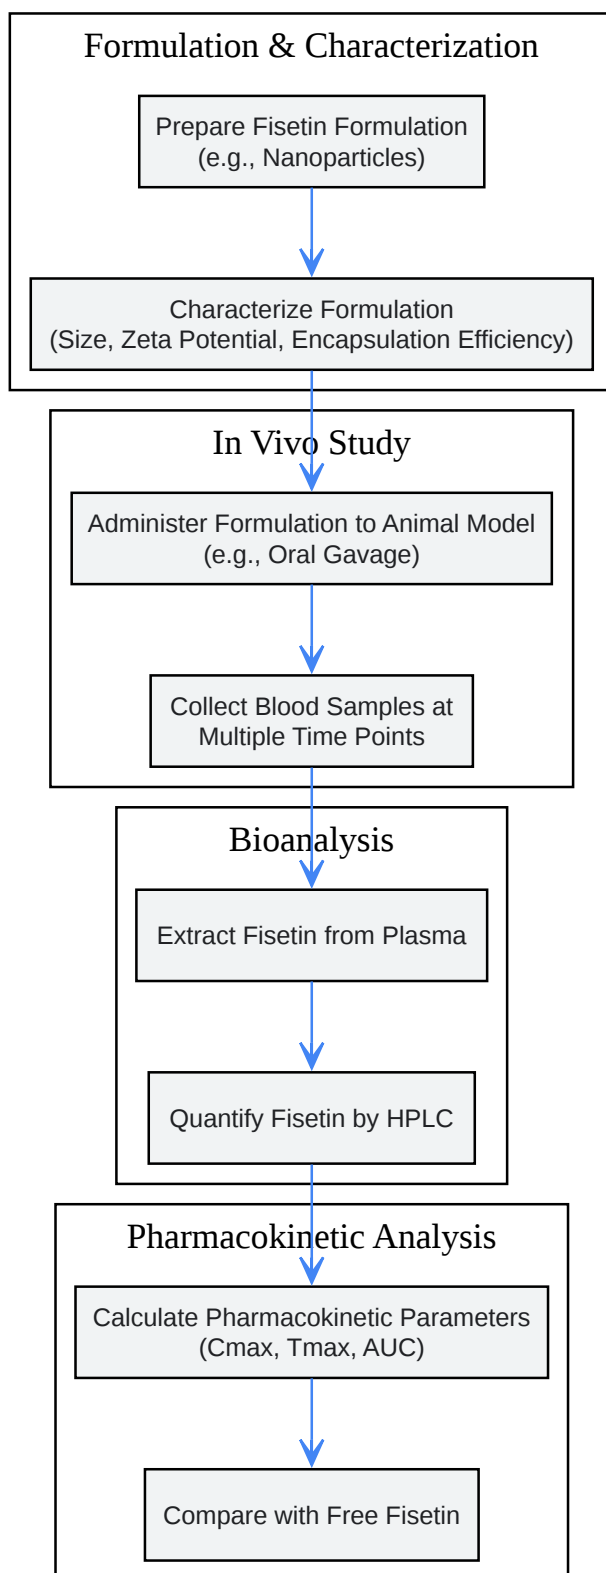 Formulation & Characterization
Prepare Fisetin Formulation
(e.g., Nanoparticles)
Characterize Formulation
(Size, Zeta Potential, Encapsulation Efficiency)
In Vivo Study
Administer Formulation to Animal Model
(e.g., Oral Gavage)
Collect Blood Samples at
Multiple Time Points
Bioanalysis
Extract Fisetin from Plasma
Quantify Fisetin by HPLC
Pharmacokinetic Analysis
Calculate Pharmacokinetic Parameters
(Cmax, Tmax, AUC)
Compare with Free Fisetin